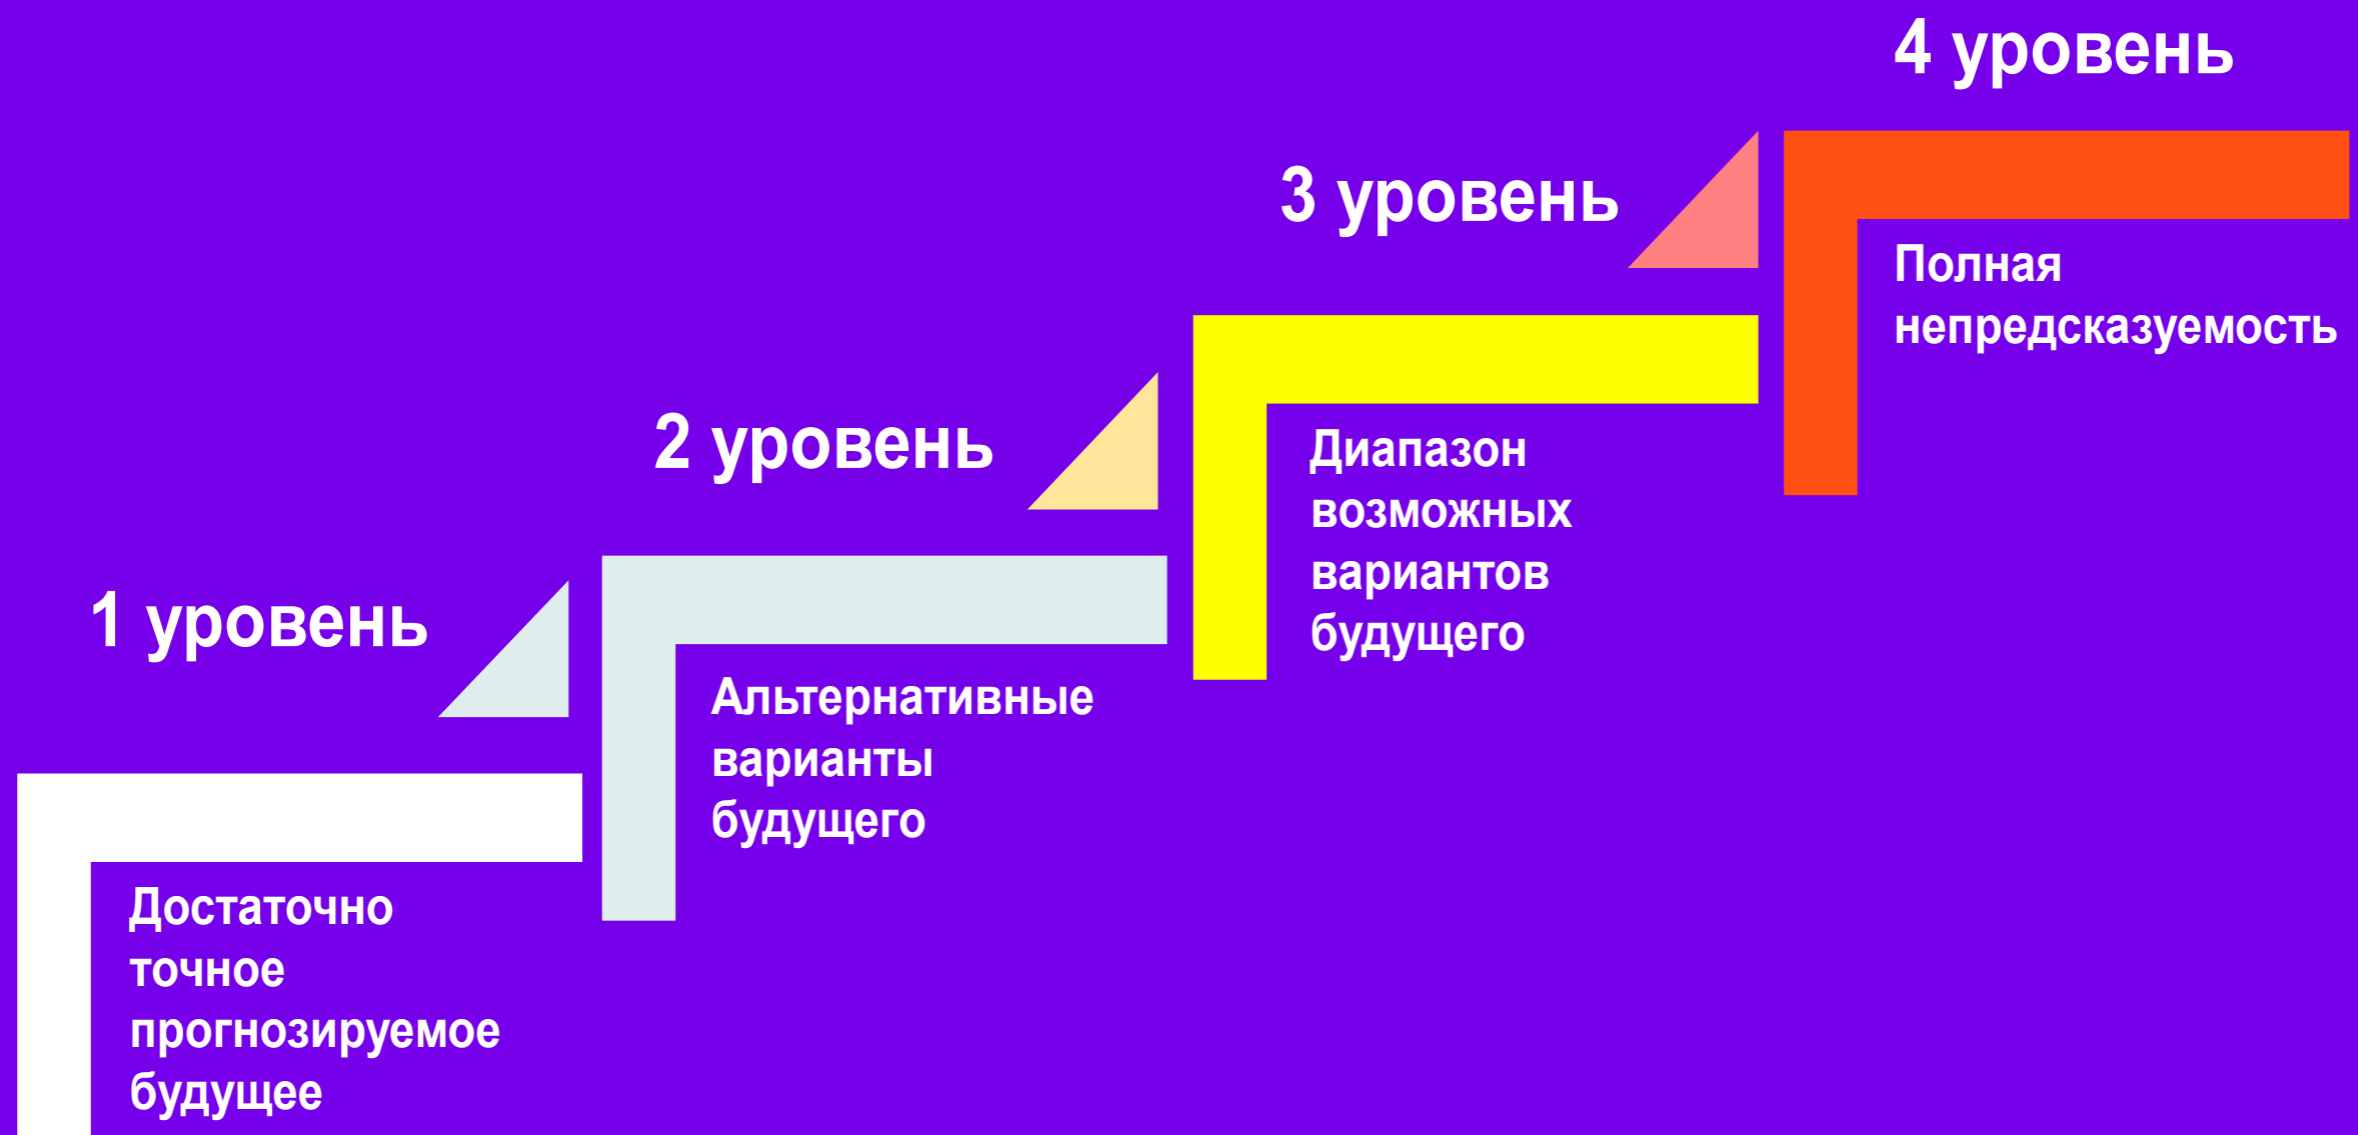 1 уровень
Достаточно
точное
прогнозируемое
будущее
2 уровень
Альтернативные
варианты
будущего
3 уровень
Диапазон
возможных
вариантов
будущего
4 уровень
Полная
непредсказуемость